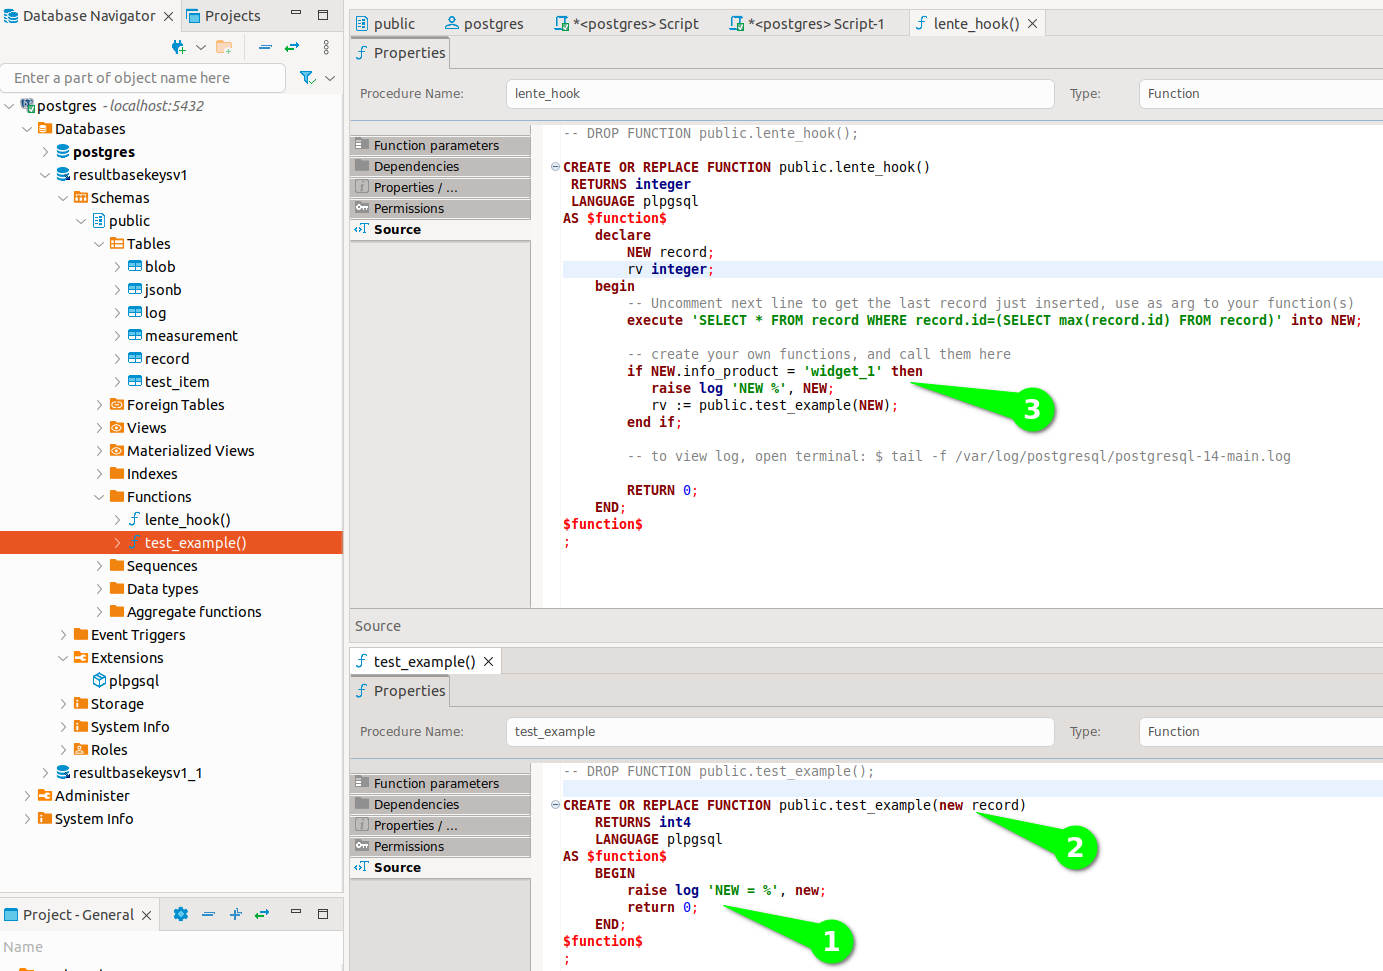 Database Navigator
Projects
Enter a part of object name here
postgres - localhost:5432
Databases
postgres
resultbasekeysv1
Schemas
public
Tables
blob
jsonb
log
measurement
record
test_item
Foreign Tables
Views
Materialized Views
Indexes
Functions
lente_hook()
test_example()
Sequences
Data types
Aggregate functions
Event Triggers
Extensions
plpgsql
Storage
System Info
Roles
resultbasekeysv1_1
Administer
System Info
Project - General
Name
public
postgres
*<postgres> Script
*<postgres> Script-1
lente_hook()
Properties
Procedure Name: lente_hook Type: Function
Function parameters
Dependencies
Properties / ...
Permissions
Source
-- DROP FUNCTION public.lente_hook();
CREATE OR REPLACE FUNCTION public.lente_hook()
RETURNS integer
LANGUAGE plpgsql
AS $function$
declare
NEW record;
rv integer;
begin
-- Uncomment next line to get the last record just inserted, use as arg to your function(s)
execute 'SELECT * FROM record WHERE record.id=(SELECT max(record.id) FROM record)' into NEW;
-- create your own functions, and call them here
if NEW.info_product = 'widget_1' then
raise log 'NEW %', NEW;
rv := public.test_example(NEW);
end if;
3
-- to view log, open terminal: $ tail -f /var/log/postgresql/postgresql-14-main.log
RETURN 0;
END;
$function$
;
Source
test_example()
Properties
Procedure Name: test_example Type: Function
Function parameters
Dependencies
Properties / ...
Permissions
Source
-- DROP FUNCTION public.test_example();
CREATE OR REPLACE FUNCTION public.test_example(new record)
RETURNS int4
LANGUAGE plpgsql
AS $function$
BEGIN
raise log 'NEW = %', new;
return 0;
END;
$function$
;
2
1